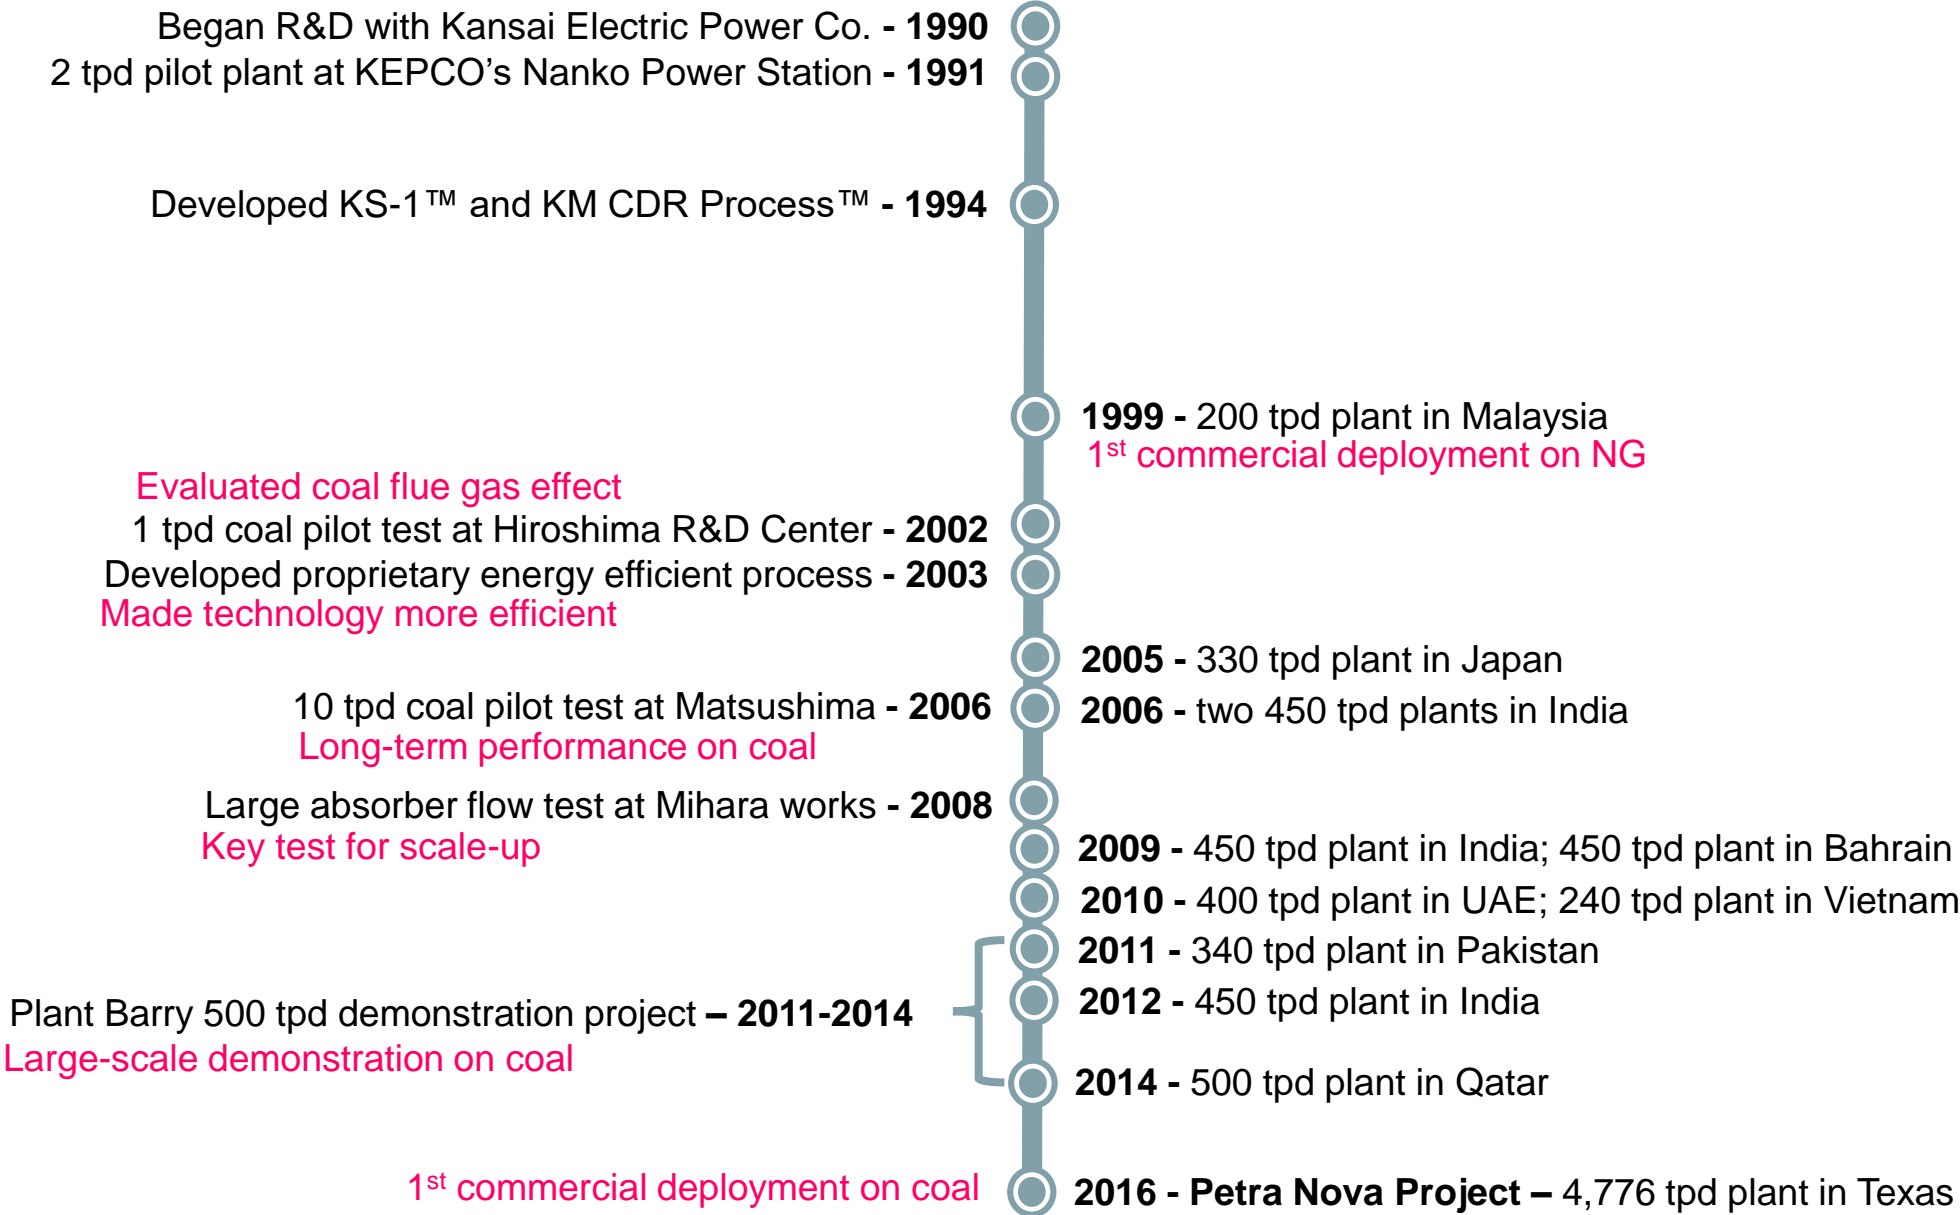 Began R&D with Kansai Electric Power Co. - 1990
2 tpd pilot plant at KEPCO’s Nanko Power Station - 1991
Developed KS-1™ and KM CDR Process™ - 1994
1999 - 200 tpd plant in Malaysia
1st commercial deployment on NG
Evaluated coal flue gas effect
1 tpd coal pilot test at Hiroshima R&D Center - 2002
Developed proprietary energy efficient process - 2003
Made technology more efficient
2005 - 330 tpd plant in Japan
10 tpd coal pilot test at Matsushima - 2006
Long-term performance on coal
2006 - two 450 tpd plants in India
Large absorber flow test at Mihara works - 2008
Key test for scale-up
2009 - 450 tpd plant in India; 450 tpd plant in Bahrain
2010 - 400 tpd plant in UAE; 240 tpd plant in Vietnam
2011 - 340 tpd plant in Pakistan
2012 - 450 tpd plant in India
Plant Barry 500 tpd demonstration project – 2011-2014
Large-scale demonstration on coal
2014 - 500 tpd plant in Qatar
1st commercial deployment on coal
2016 - Petra Nova Project – 4,776 tpd plant in Texas